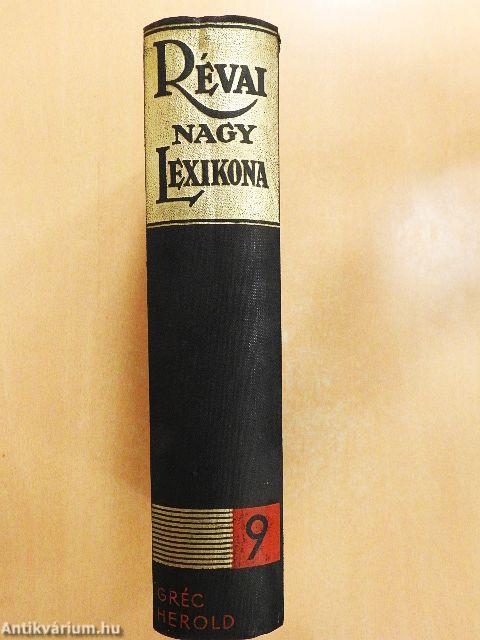 RÉVAI
NAGY
LEXIKONA
9
GRÉC
HEROLD
Antikvárium.hu